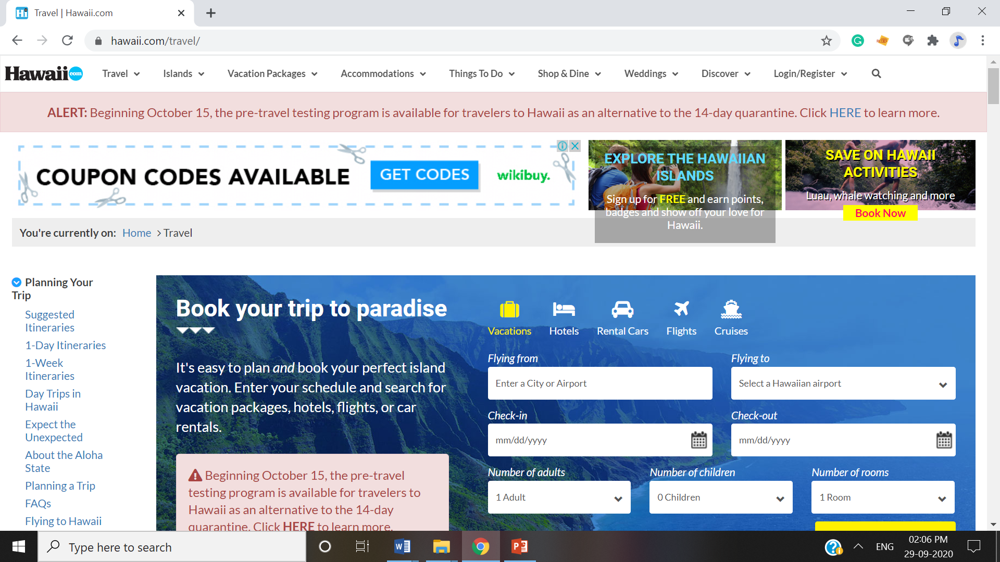 Hi Travel | Hawaii.com
hawaii.com/travel/
Hawaii.com
Travel Islands Vacation Packages Accommodations Things To Do Shop & Dine Weddings Discover Login/Register
ALERT: Beginning October 15, the pre-travel testing program is available for travelers to Hawaii as an alternative to the 14-day quarantine. Click HERE to learn more.
COUPON CODES AVAILABLE GET CODES wikibuy.
EXPLORE THE HAWAIIAN
ISLANDS
Sign up for FREE and earn points,
badges and show off your love for
Hawaii.
SAVE ON HAWAII
ACTIVITIES
Luau, whale watching and more
Book Now
You're currently on: Home > Travel
Planning Your
Trip
Suggested
Itineraries
1-Day Itineraries
1-Week
Itineraries
Day Trips in
Hawaii
Expect the
Unexpected
About the Aloha
State
Planning a Trip
FAQs
Flying to Hawaii
Book your trip to paradise
It's easy to plan and book your perfect island
vacation. Enter your schedule and search for
vacation packages, hotels, flights, or car
rentals.
Beginning October 15, the pre-travel
testing program is available for travelers to
Hawaii as an alternative to the 14-day
quarantine. Click HERE to learn more.
Vacations Hotels Rental Cars Flights Cruises
Flying from Flying to
Enter a City or Airport Select a Hawaiian airport
Check-in Check-out
mm/dd/yyyy mm/dd/yyyy
Number of adults Number of children Number of rooms
1 Adult 0 Children 1 Room
Type here to search
ENG
02:06 PM
29-09-2020